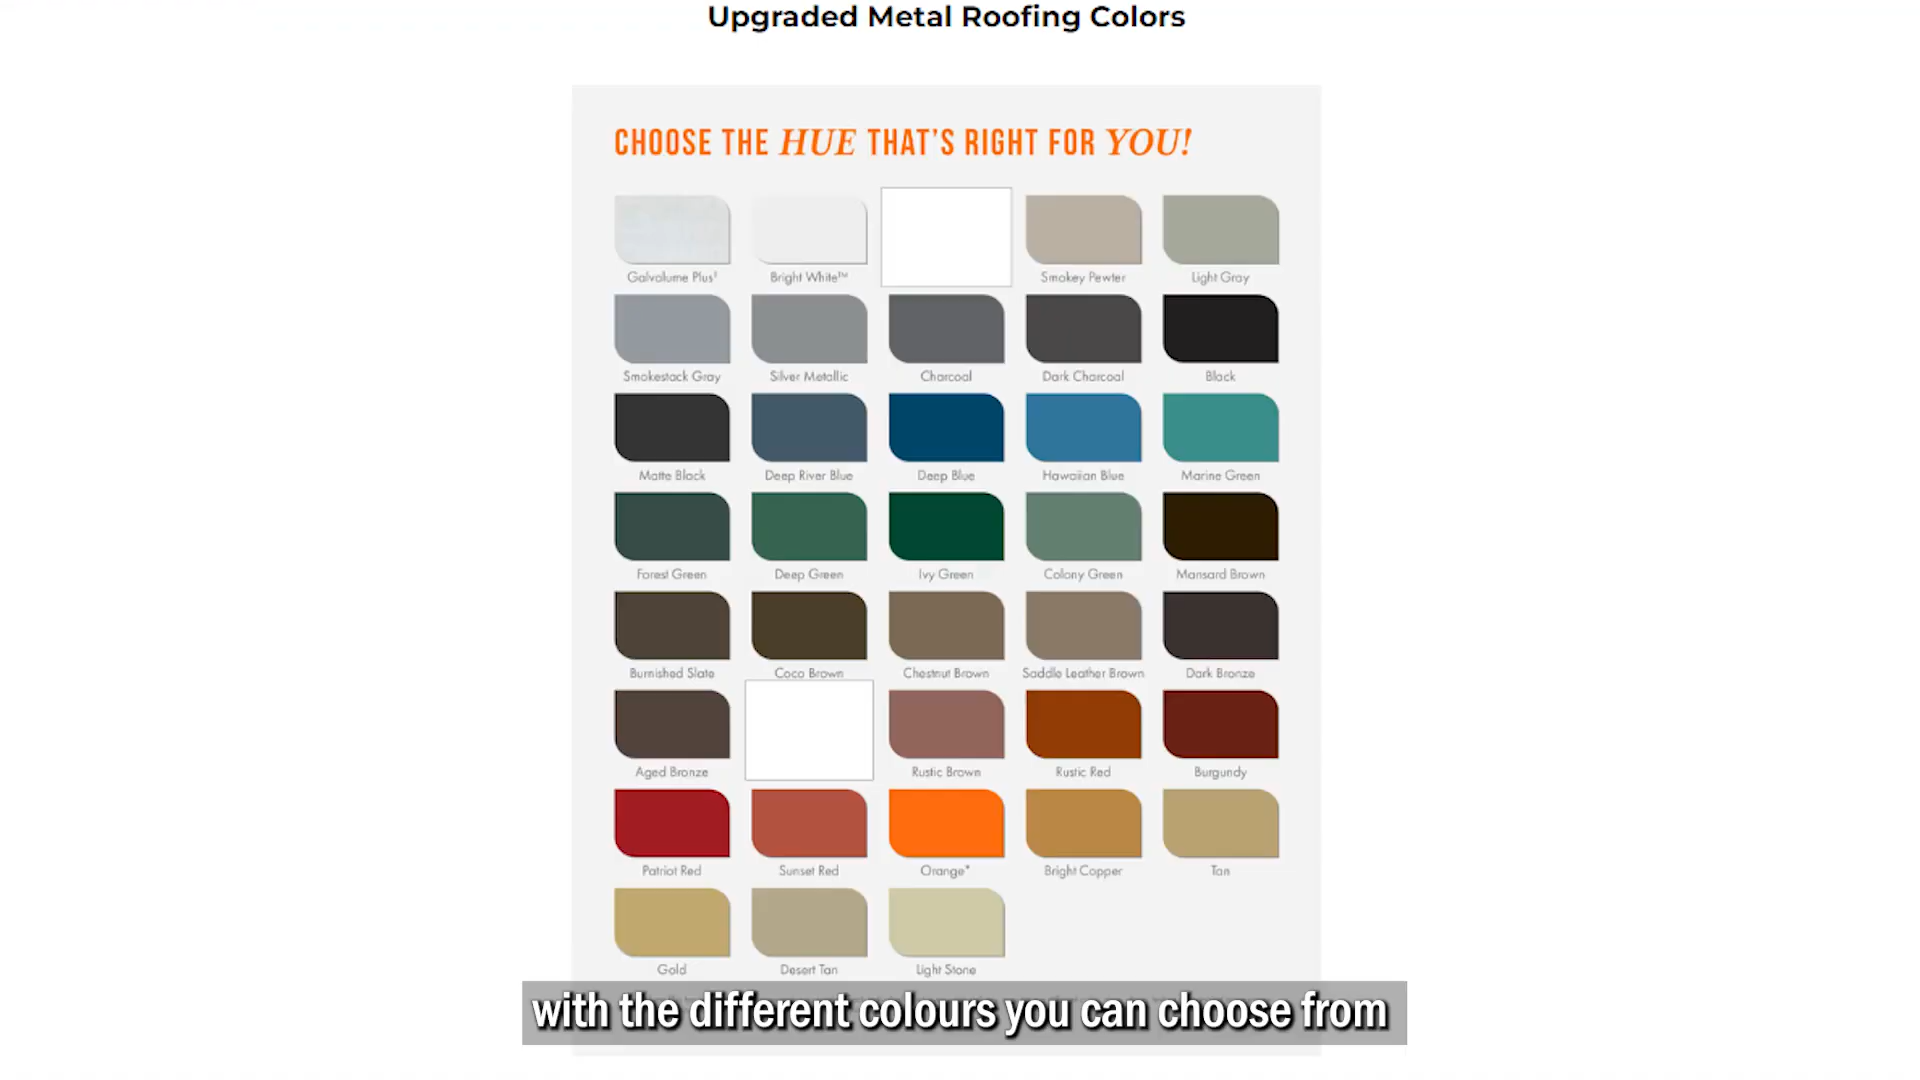 Upgraded Metal Roofing Colors
CHOOSE THE HUE THAT'S RIGHT FOR YOU!
Galvalume Plus† Bright White™ Smokey Pewter Light Gray
Smokestack Gray Silver Metallic Charcoal Dark Charcoal Black
Matte Black Deep River Blue Deep Blue Hawaiian Blue Marine Green
Forest Green Deep Green Ivy Green Colony Green Mansard Brown
Burnished Slate Coco Brown Chestnut Brown Saddle Leather Brown Dark Bronze
Aged Bronze Rustic Brown Rustic Red Burgundy
Patriot Red Sunset Red Orange* Bright Copper Tan
Gold Desert Tan Light Stone
with the different colours you can choose from